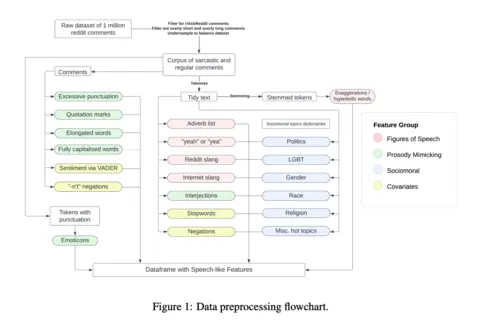 Raw dataset of 1 million
reddit comments
Filter for r/AskReddit comments
Filter out overly short and overly long comments
Undersample to balance dataset
Corpus of sarcastic and
regular comments
Comments
Tokenise
Tidy text
Stemming
Stemmed tokens
Exaggerations /
hyperbolic words
Excessive punctuation
Quotation marks
Elongated words
Fully capitalised words
Sentiment via VADER
"-n't" negations
Tokens with
punctuation
Emoticons
Adverb list
"yeah" or "yea"
Reddit slang
Internet slang
Interjections
Stopwords
Negations
Sociomoral topics dictionaries
Politics
LGBT
Gender
Race
Religion
Misc. hot topics
Dataframe with Speech-like Features
Feature Group
Figures of Speech
Prosody Mimicking
Sociomoral
Covariates
Figure 1: Data preprocessing flowchart.